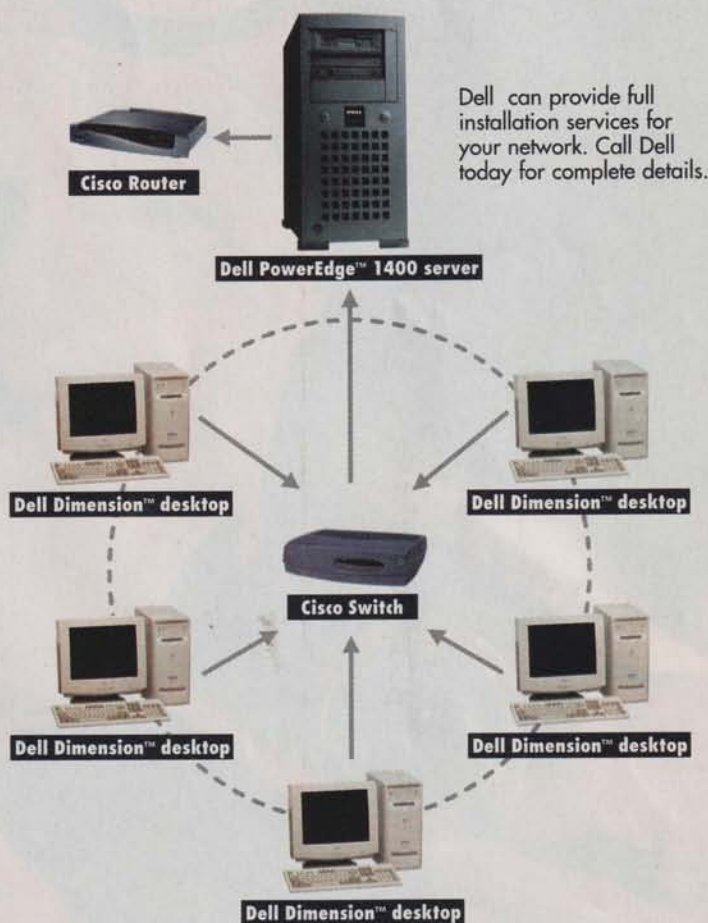 Dell can provide full
installation services for
your network. Call Dell
today for complete details.
Cisco Router
DELL
Dell PowerEdge™ 1400 server
Dell Dimension™ desktop
Dell Dimension™ desktop
Cisco Switch
Dell Dimension™ desktop
Dell Dimension™ desktop
Dell Dimension™ desktop